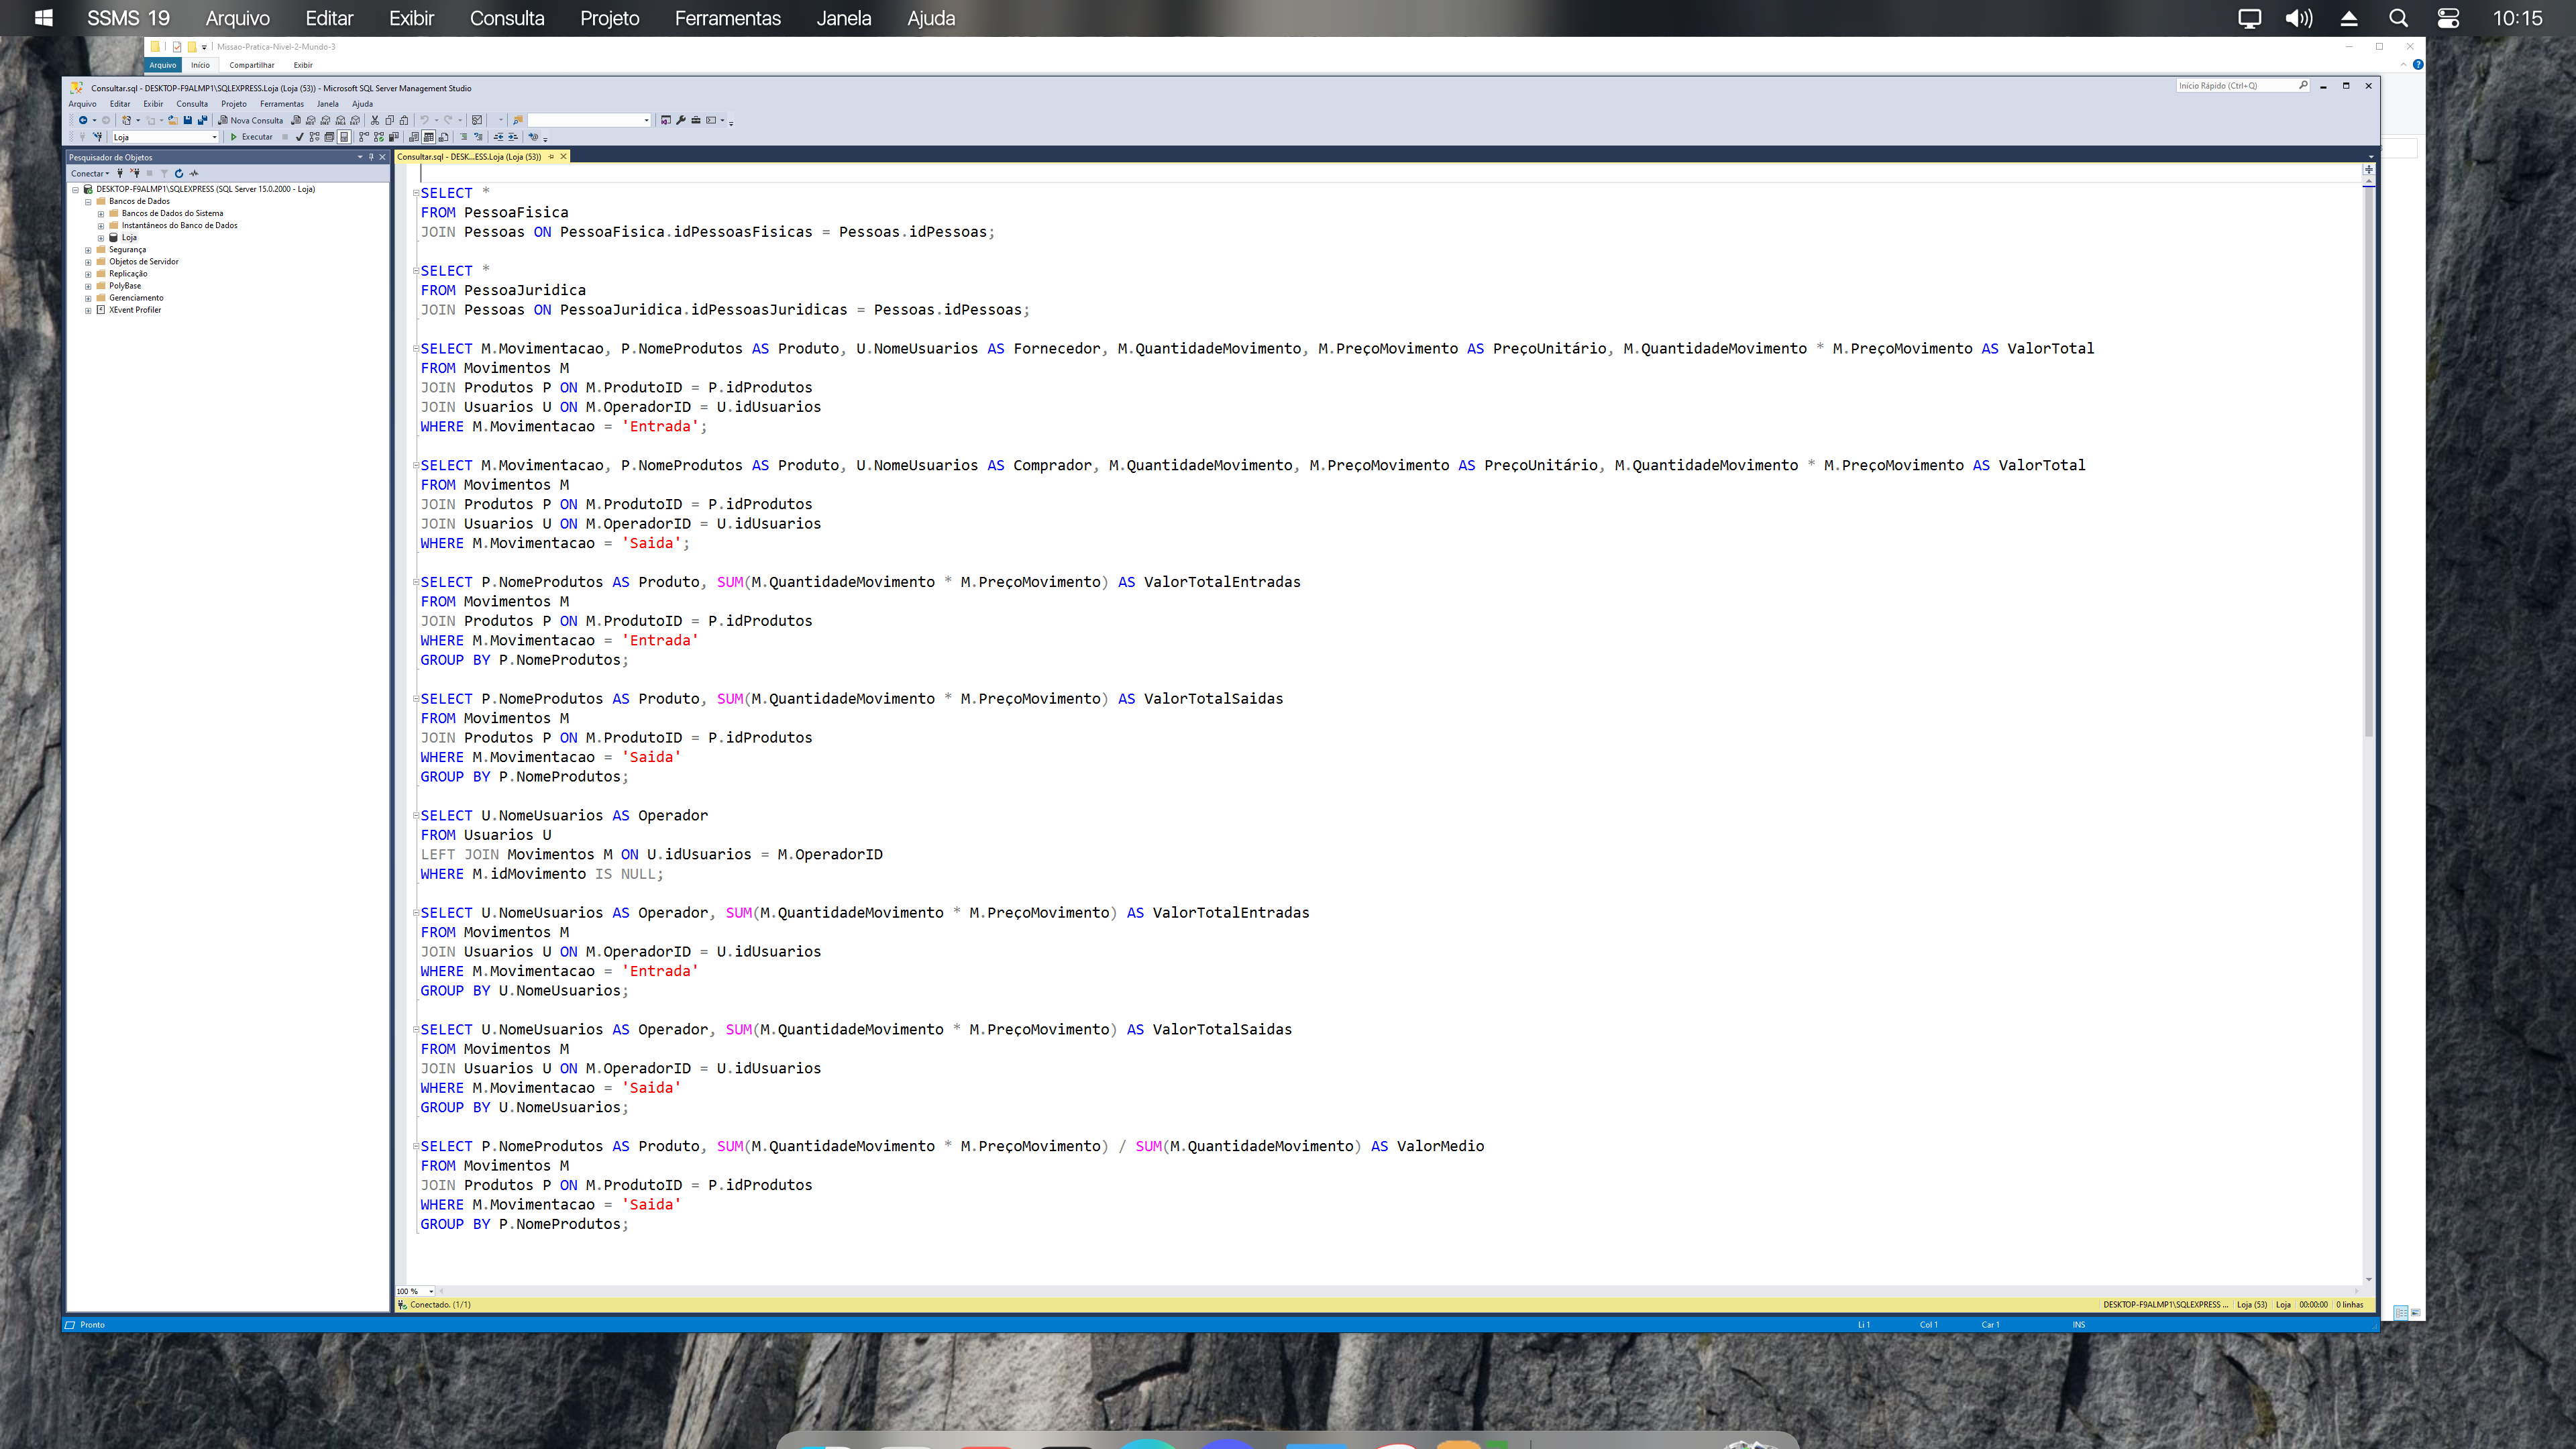 SSMS 19 Arquivo Editar Exibir Consulta Projeto Ferramentas Janela Ajuda 10:15
Missao-Pratica-Nivel-2-Mundo-3
Arquivo Início Compartilhar Exibir
Consultar.sql - DESKTOP-F9ALMP1\SQLEXPRESS.Loja (Loja (53)) - Microsoft SQL Server Management Studio
Início Rápido (Ctrl+Q)
Arquivo Editar Exibir Consulta Projeto Ferramentas Janela Ajuda
Nova Consulta
Loja Executar
Pesquisador de Objetos
Conectar
DESKTOP-F9ALMP1\SQLEXPRESS (SQL Server 15.0.2000 - Loja)
Bancos de Dados
Bancos de Dados do Sistema
Instantâneos do Banco de Dados
Loja
Segurança
Objetos de Servidor
Replicação
PolyBase
Gerenciamento
XEvent Profiler
Consultar.sql - DESK...ESS.Loja (Loja (53))
SELECT *
FROM PessoaFisica
JOIN Pessoas ON PessoaFisica.idPessoasFisicas = Pessoas.idPessoas;
SELECT *
FROM PessoaJuridica
JOIN Pessoas ON PessoaJuridica.idPessoasJuridicas = Pessoas.idPessoas;
SELECT M.Movimentacao, P.NomeProdutos AS Produto, U.NomeUsuarios AS Fornecedor, M.QuantidadeMovimento, M.PreçoMovimento AS PreçoUnitário, M.QuantidadeMovimento * M.PreçoMovimento AS ValorTotal
FROM Movimentos M
JOIN Produtos P ON M.ProdutoID = P.idProdutos
JOIN Usuarios U ON M.OperadorID = U.idUsuarios
WHERE M.Movimentacao = 'Entrada';
SELECT M.Movimentacao, P.NomeProdutos AS Produto, U.NomeUsuarios AS Comprador, M.QuantidadeMovimento, M.PreçoMovimento AS PreçoUnitário, M.QuantidadeMovimento * M.PreçoMovimento AS ValorTotal
FROM Movimentos M
JOIN Produtos P ON M.ProdutoID = P.idProdutos
JOIN Usuarios U ON M.OperadorID = U.idUsuarios
WHERE M.Movimentacao = 'Saida';
SELECT P.NomeProdutos AS Produto, SUM(M.QuantidadeMovimento * M.PreçoMovimento) AS ValorTotalEntradas
FROM Movimentos M
JOIN Produtos P ON M.ProdutoID = P.idProdutos
WHERE M.Movimentacao = 'Entrada'
GROUP BY P.NomeProdutos;
SELECT P.NomeProdutos AS Produto, SUM(M.QuantidadeMovimento * M.PreçoMovimento) AS ValorTotalSaidas
FROM Movimentos M
JOIN Produtos P ON M.ProdutoID = P.idProdutos
WHERE M.Movimentacao = 'Saida'
GROUP BY P.NomeProdutos;
SELECT U.NomeUsuarios AS Operador
FROM Usuarios U
LEFT JOIN Movimentos M ON U.idUsuarios = M.OperadorID
WHERE M.idMovimento IS NULL;
SELECT U.NomeUsuarios AS Operador, SUM(M.QuantidadeMovimento * M.PreçoMovimento) AS ValorTotalEntradas
FROM Movimentos M
JOIN Usuarios U ON M.OperadorID = U.idUsuarios
WHERE M.Movimentacao = 'Entrada'
GROUP BY U.NomeUsuarios;
SELECT U.NomeUsuarios AS Operador, SUM(M.QuantidadeMovimento * M.PreçoMovimento) AS ValorTotalSaidas
FROM Movimentos M
JOIN Usuarios U ON M.OperadorID = U.idUsuarios
WHERE M.Movimentacao = 'Saida'
GROUP BY U.NomeUsuarios;
SELECT P.NomeProdutos AS Produto, SUM(M.QuantidadeMovimento * M.PreçoMovimento) / SUM(M.QuantidadeMovimento) AS ValorMedio
FROM Movimentos M
JOIN Produtos P ON M.ProdutoID = P.idProdutos
WHERE M.Movimentacao = 'Saida'
GROUP BY P.NomeProdutos;
100 %
Conectado. (1/1) DESKTOP-F9ALMP1\SQLEXPRESS ... Loja (53) Loja 00:00:00 0 linhas
Pronto Li 1 Col 1 Car 1 INS